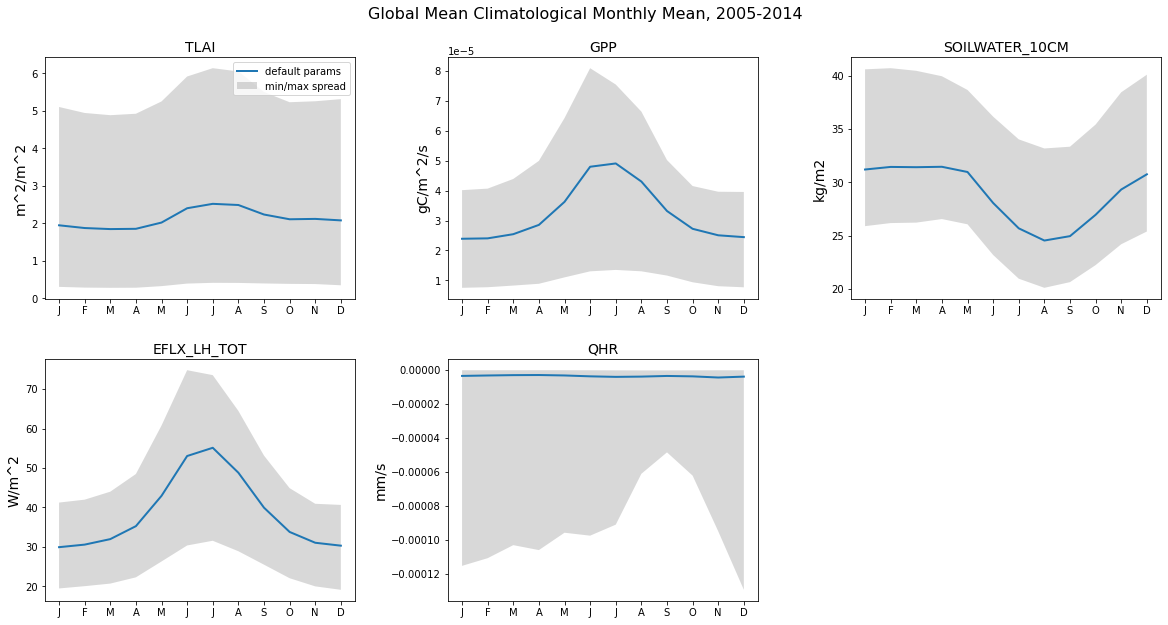 Global Mean Climatological Monthly Mean, 2005-2014
TLAI
m^2/m^2
6
5
4
3
2
1
0
default params
min/max spread
J F M A M J J A S O N D
GPP
1e−5
gC/m^2/s
8
7
6
5
4
3
2
1
J F M A M J J A S O N D
SOILWATER_10CM
kg/m2
40
35
30
25
20
J F M A M J J A S O N D
EFLX_LH_TOT
W/m^2
70
60
50
40
30
20
J F M A M J J A S O N D
QHR
mm/s
0.00000
−0.00002
−0.00004
−0.00006
−0.00008
−0.00010
−0.00012
J F M A M J J A S O N D